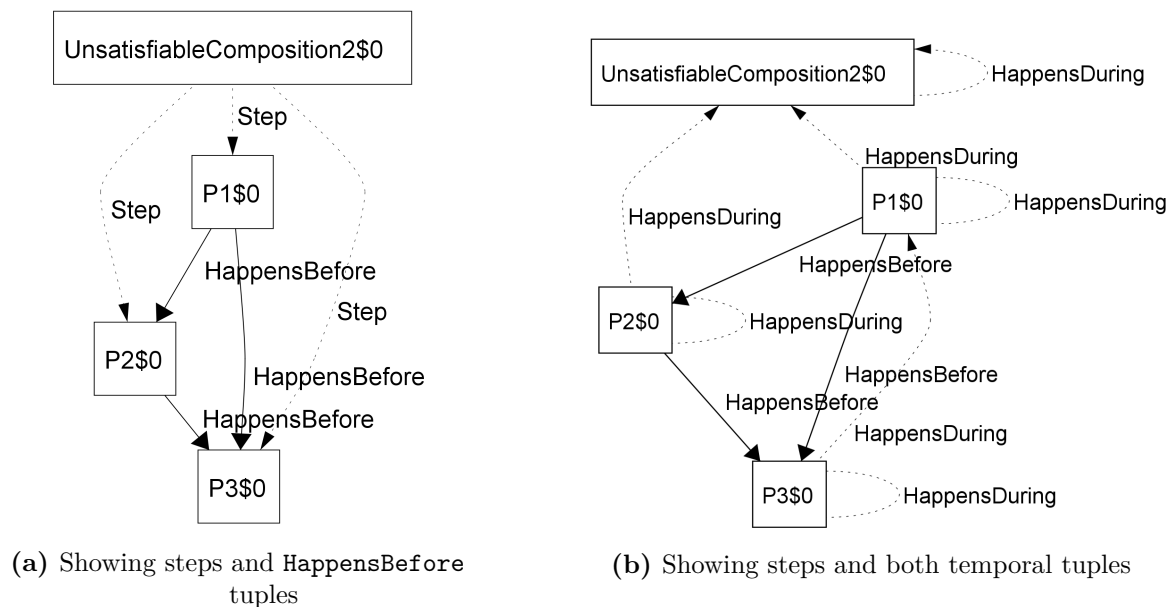 UnsatisfiableComposition2$0
Step
P1$0
Step
HappensBefore
Step
P2$0
HappensBefore
HappensBefore
P3$0
(a) Showing steps and HappensBefore
tuples
UnsatisfiableComposition2$0
HappensDuring
HappensDuring
P1$0
HappensDuring
HappensDuring
HappensBefore
P2$0
HappensDuring
HappensBefore
HappensBefore
HappensDuring
P3$0
HappensDuring
(b) Showing steps and both temporal tuples